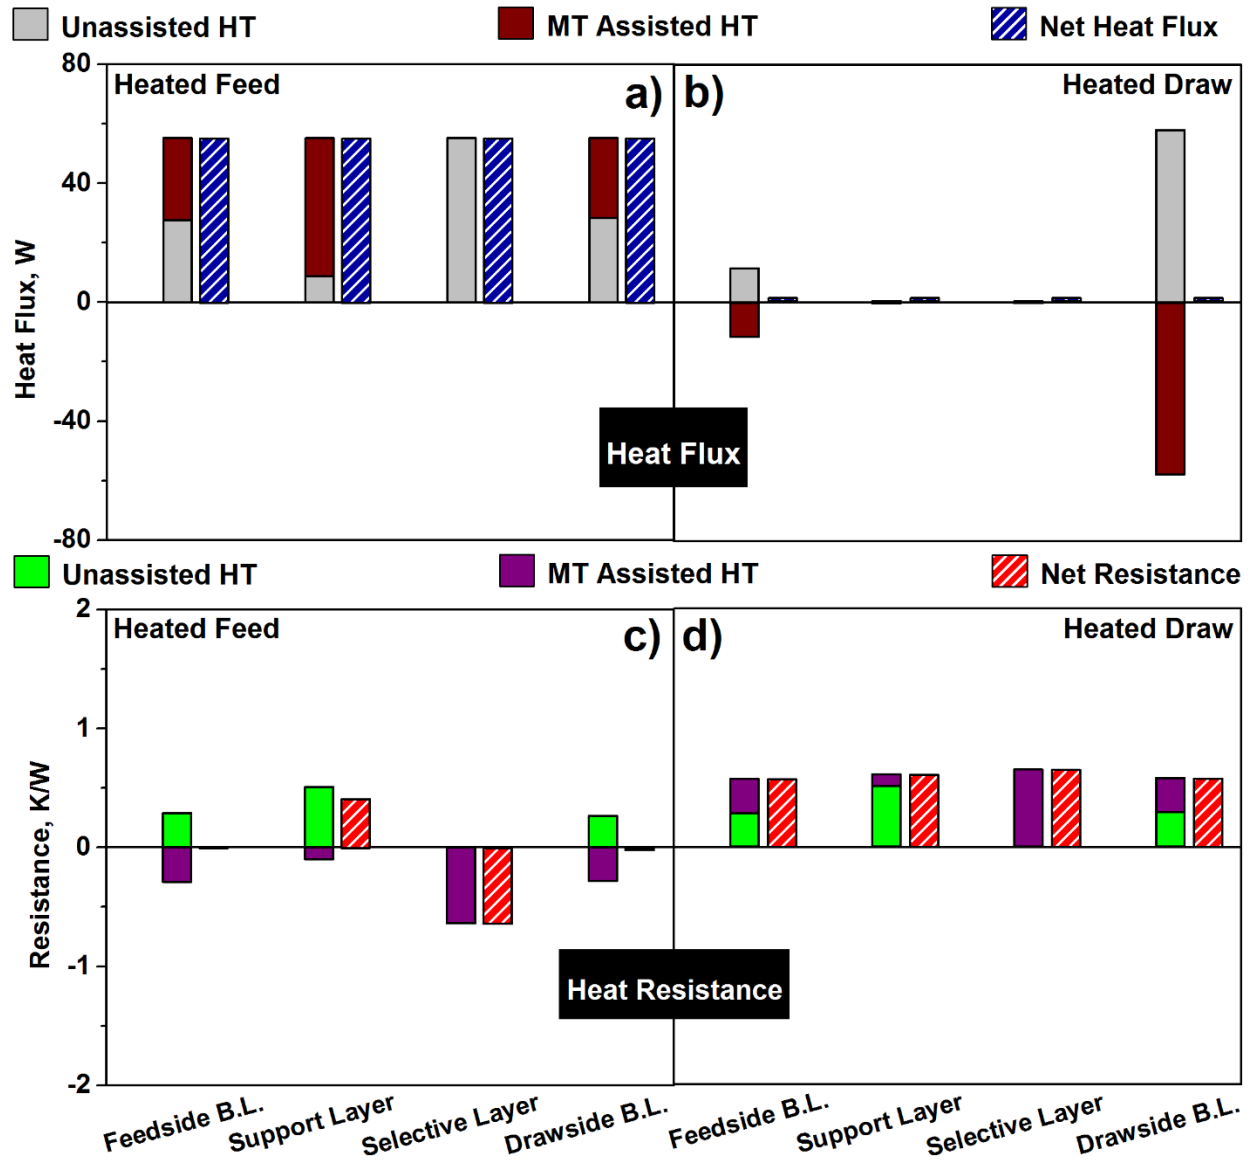 Unassisted HT MT Assisted HT Net Heat Flux
Heated Feed a) b) Heated Draw
80
40
0
-40
-80
Heat Flux, W
Heat Flux
Unassisted HT MT Assisted HT Net Resistance
Heated Feed c) d) Heated Draw
2
1
0
-1
-2
Resistance, K/W
Heat Resistance
Feedside B.L. Support Layer Selective Layer Drawside B.L. Feedside B.L. Support Layer Selective Layer Drawside B.L.